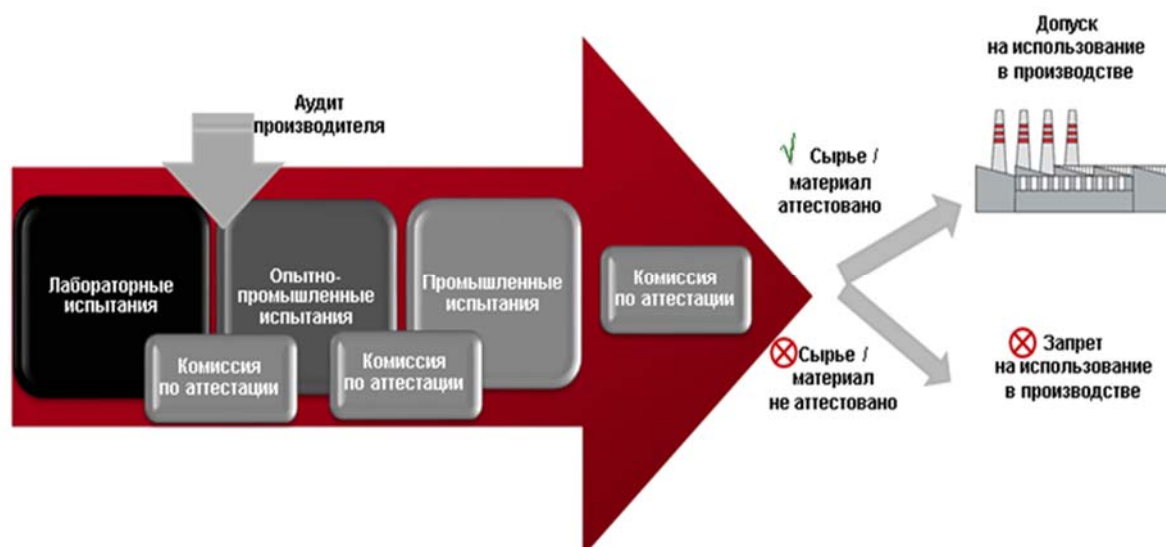 Аудит
производителя
Лабораторные
испытания
Опытно-
промышленные
испытания
Промышленные
испытания
Комиссия
по аттестации
Комиссия
по аттестации
Комиссия
по аттестации
Сырье /
материал
аттестовано
Допуск
на использование
в производстве
Сырье /
материал
не аттестовано
Запрет
на использование
в производстве